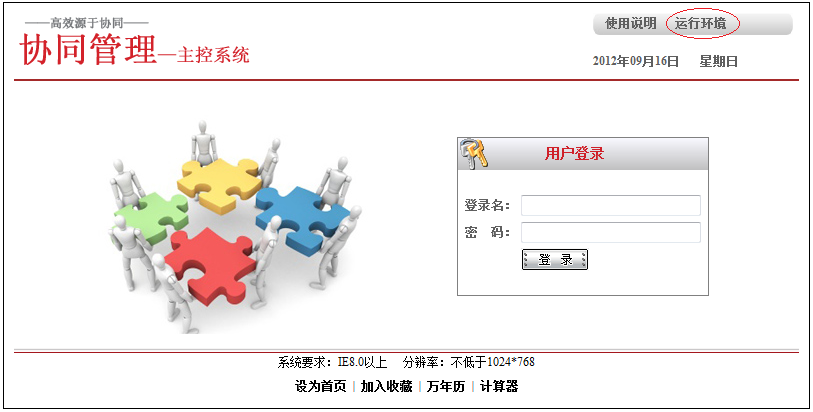 ——高效源于协同——
协同管理—主控系统
使用说明 运行环境
2012年09月16日 星期日
用户登录
登录名：
密 码：
登 录
系统要求：IE8.0以上 分辨率：不低于1024*768
设为首页 | 加入收藏 | 万年历 | 计算器